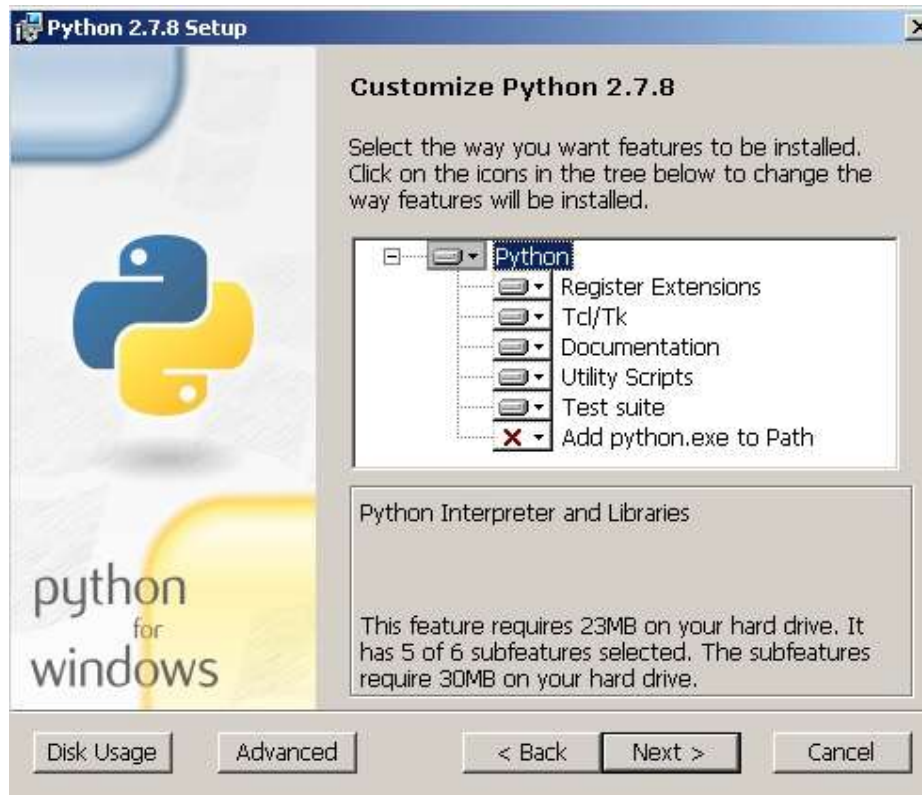 Python 2.7.8 Setup
Customize Python 2.7.8
Select the way you want features to be installed.
Click on the icons in the tree below to change the
way features will be installed.
Python
Register Extensions
Tcl/Tk
Documentation
Utility Scripts
Test suite
Add python.exe to Path
Python Interpreter and Libraries
This feature requires 23MB on your hard drive. It
has 5 of 6 subfeatures selected. The subfeatures
require 30MB on your hard drive.
python
for
windows
Disk Usage
Advanced
< Back
Next >
Cancel